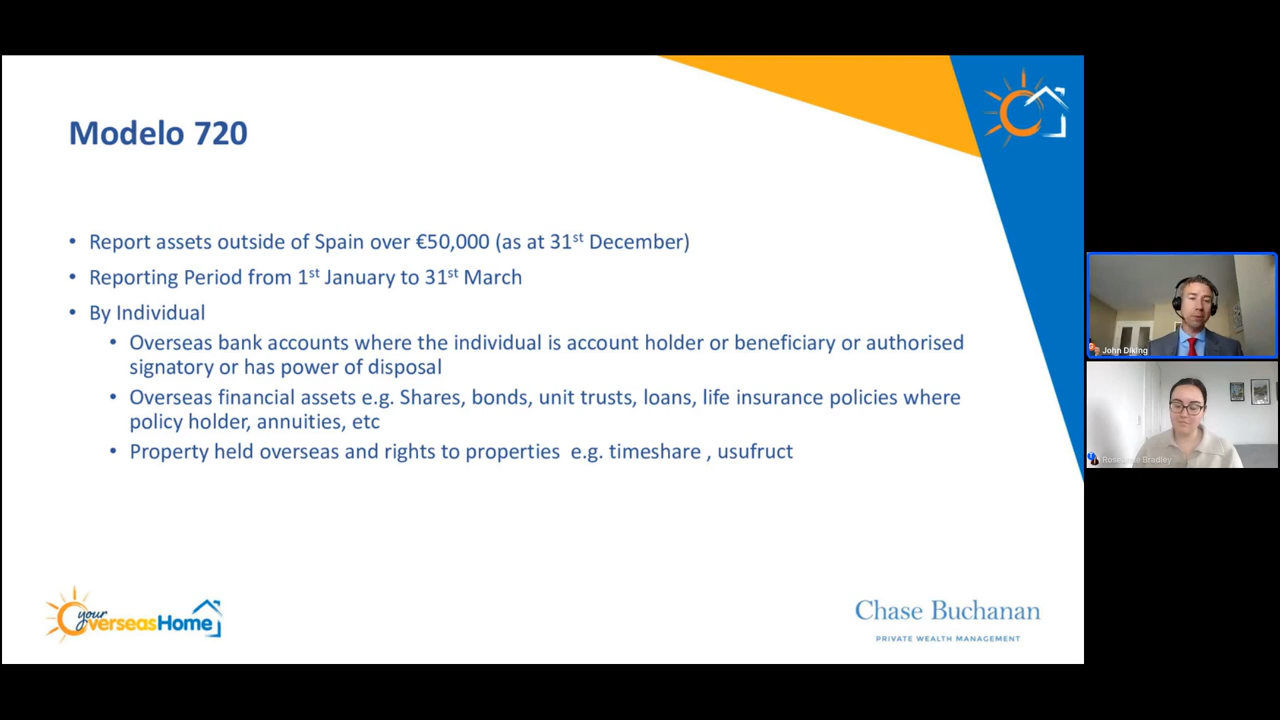 Modelo 720
• Report assets outside of Spain over €50,000 (as at 31st December)
• Reporting Period from 1st January to 31st March
• By Individual
• Overseas bank accounts where the individual is account holder or beneficiary or authorised
signatory or has power of disposal
• Overseas financial assets e.g. Shares, bonds, unit trusts, loans, life insurance policies where
policy holder, annuities, etc
• Property held overseas and rights to properties e.g. timeshare , usufruct
your
OverseasHome
Chase Buchanan
PRIVATE WEALTH MANAGEMENT
John Diking
Bradley